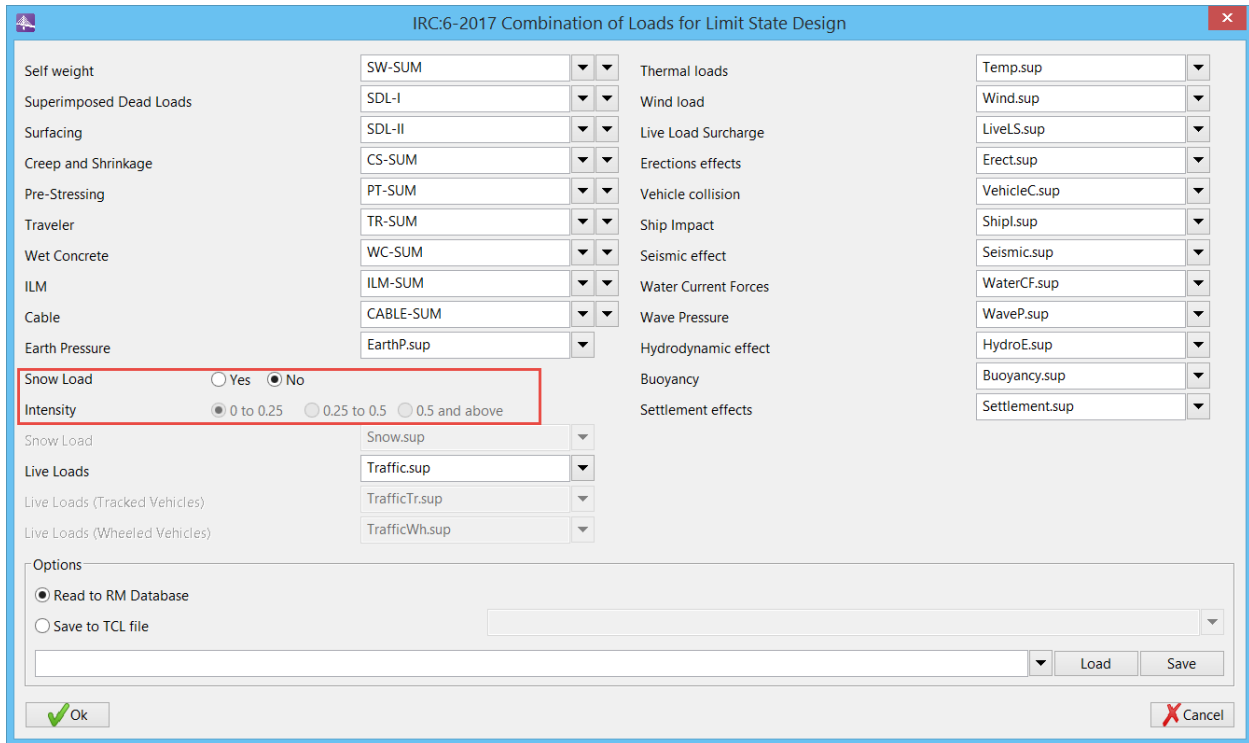 IRC:6-2017 Combination of Loads for Limit State Design
Self weight SW-SUM
Superimposed Dead Loads SDL-I
Surfacing SDL-II
Creep and Shrinkage CS-SUM
Pre-Stressing PT-SUM
Traveler TR-SUM
Wet Concrete WC-SUM
ILM ILM-SUM
Cable CABLE-SUM
Earth Pressure EarthP.sup
Snow Load Yes No
Intensity 0 to 0.25 0.25 to 0.5 0.5 and above
Snow Load Snow.sup
Live Loads Traffic.sup
Live Loads (Tracked Vehicles) TrafficTr.sup
Live Loads (Wheeled Vehicles) TrafficWh.sup
Thermal loads Temp.sup
Wind load Wind.sup
Live Load Surcharge LiveLS.sup
Erections effects Erect.sup
Vehicle collision VehicleC.sup
Ship Impact ShipI.sup
Seismic effect Seismic.sup
Water Current Forces WaterCF.sup
Wave Pressure WaveP.sup
Hydrodynamic effect HydroE.sup
Buoyancy Buoyancy.sup
Settlement effects Settlement.sup
Options
Read to RM Database
Save to TCL file
Load Save
Ok Cancel